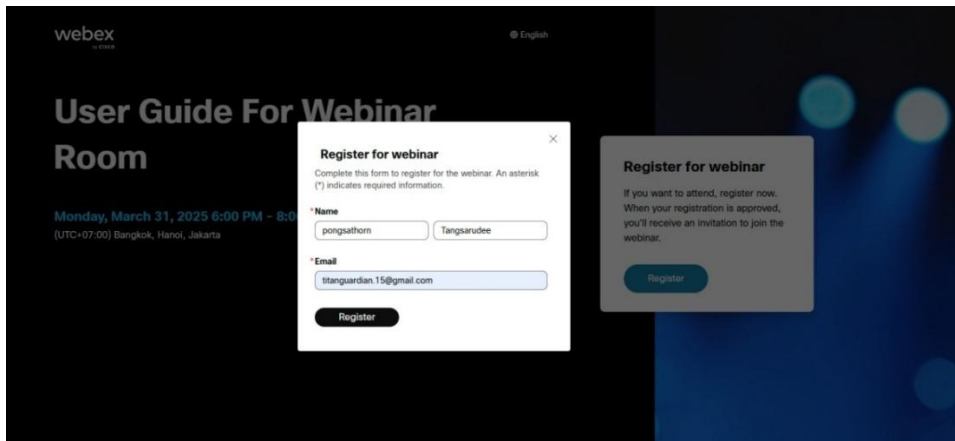 webex
by CISCO
English
User Guide For Webinar
Room
Monday, March 31, 2025 6:00 PM - 8:0
(UTC+07:00) Bangkok, Hanoi, Jakarta
Register for webinar
Complete this form to register for the webinar. An asterisk
(*) indicates required information.
*Name
pongsathorn Tangsarudee
*Email
titanguardian.15@gmail.com
Register
Register for webinar
If you want to attend, register now.
When your registration is approved,
you'll receive an invitation to join the
webinar.
Register